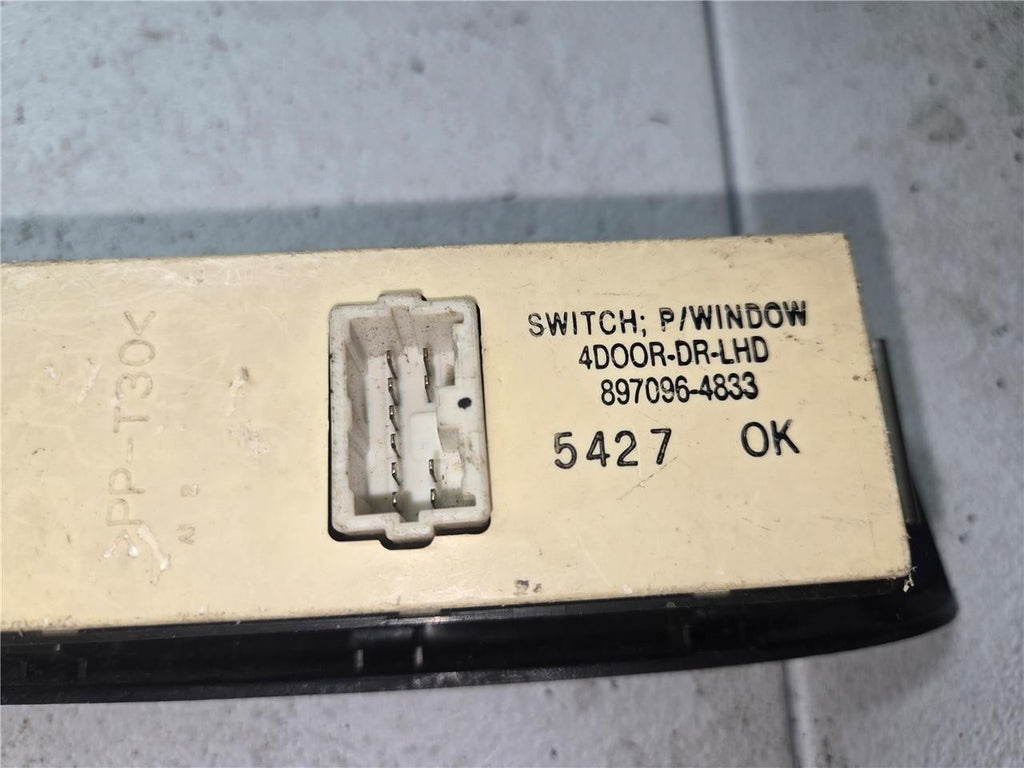 SWITCH; P/WINDOW
4DOOR-DR-LHD
897096-4833
5427 OK
>PP-T30<